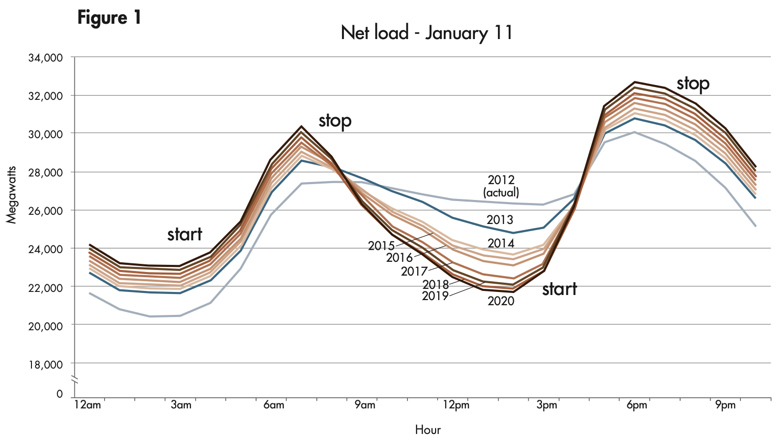 Figure 1
Net load - January 11
34,000
32,000
30,000
28,000
26,000
24,000
22,000
20,000
18,000
0
Megawatts
start
stop
2012
(actual)
2013
2014
2015
2016
2017
2018
2019
2020
start
stop
12am
3am
6am
9am
12pm
3pm
6pm
9pm
Hour